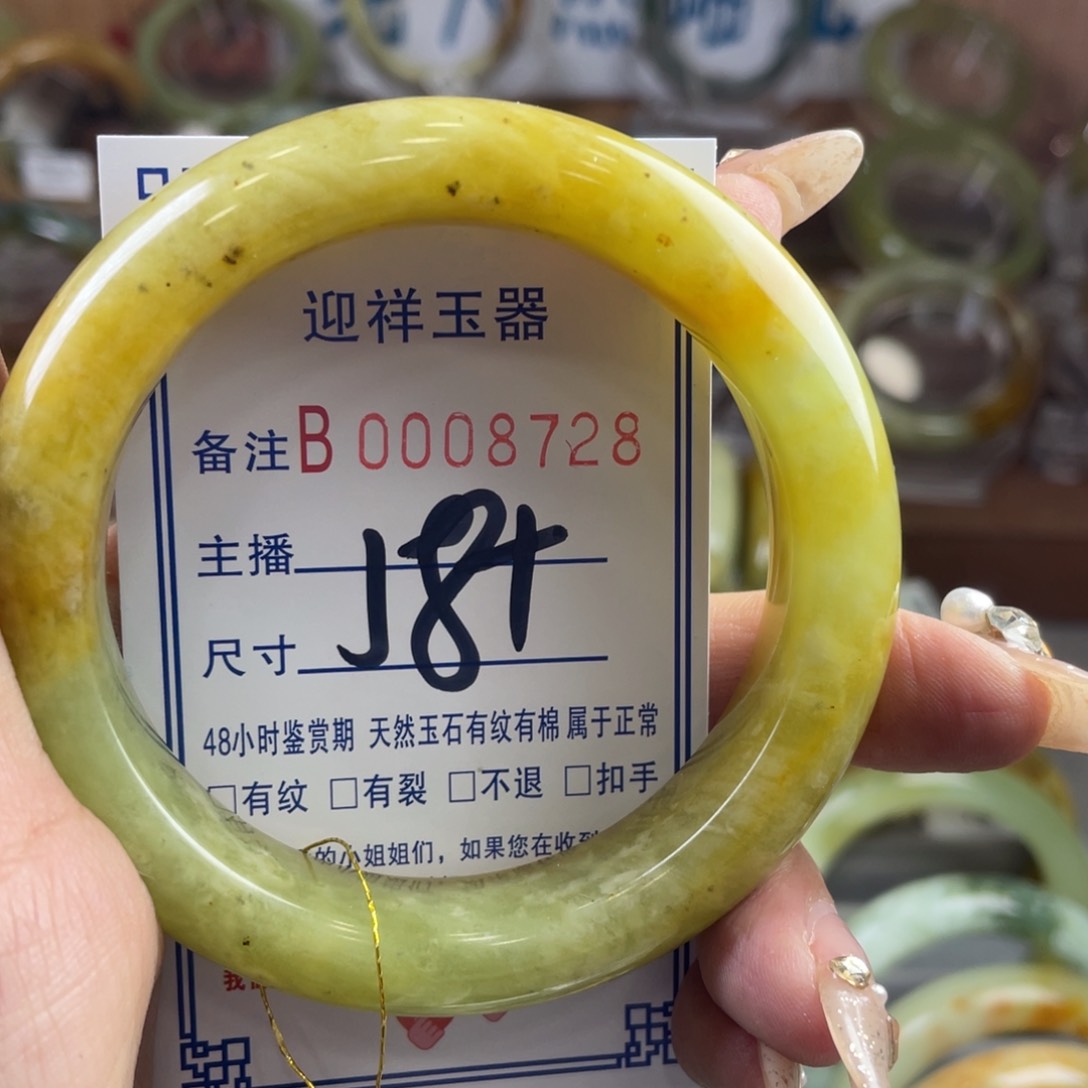 迎祥玉器
备注B 0008728
主播
尺寸
48小时鉴赏期 天然玉石有纹有棉 属于正常
□有纹 □有裂 □不退 □扣手
的小姐姐们，如果您在收到